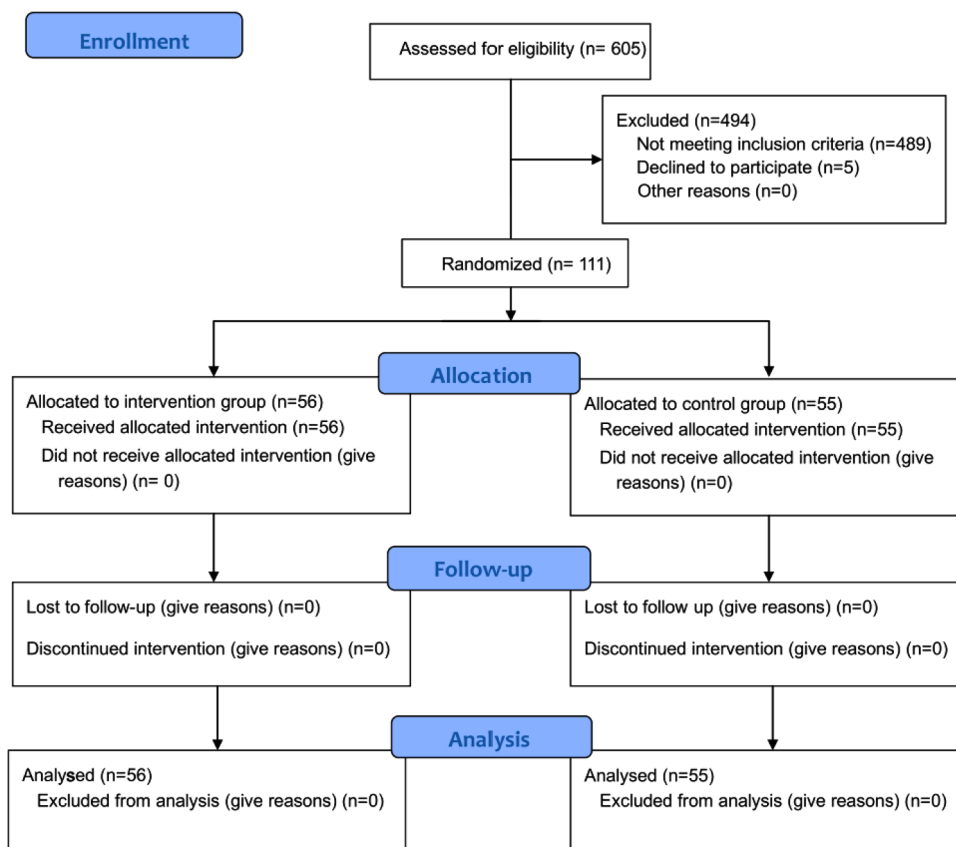 Enrollment
Assessed for eligibility (n= 605)
Excluded (n=494)
Not meeting inclusion criteria (n=489)
Declined to participate (n=5)
Other reasons (n=0)
Randomized (n= 111)
Allocation
Allocated to intervention group (n=56)
Received allocated intervention (n=56)
Did not receive allocated intervention (give
reasons) (n= 0)
Allocated to control group (n=55)
Received allocated intervention (n=55)
Did not receive allocated intervention (give
reasons) (n=0)
Follow-up
Lost to follow-up (give reasons) (n=0)
Discontinued intervention (give reasons) (n=0)
Lost to follow up (give reasons) (n=0)
Discontinued intervention (give reasons) (n=0)
Analysis
Analysed (n=56)
Excluded from analysis (give reasons) (n=0)
Analysed (n=55)
Excluded from analysis (give reasons) (n=0)